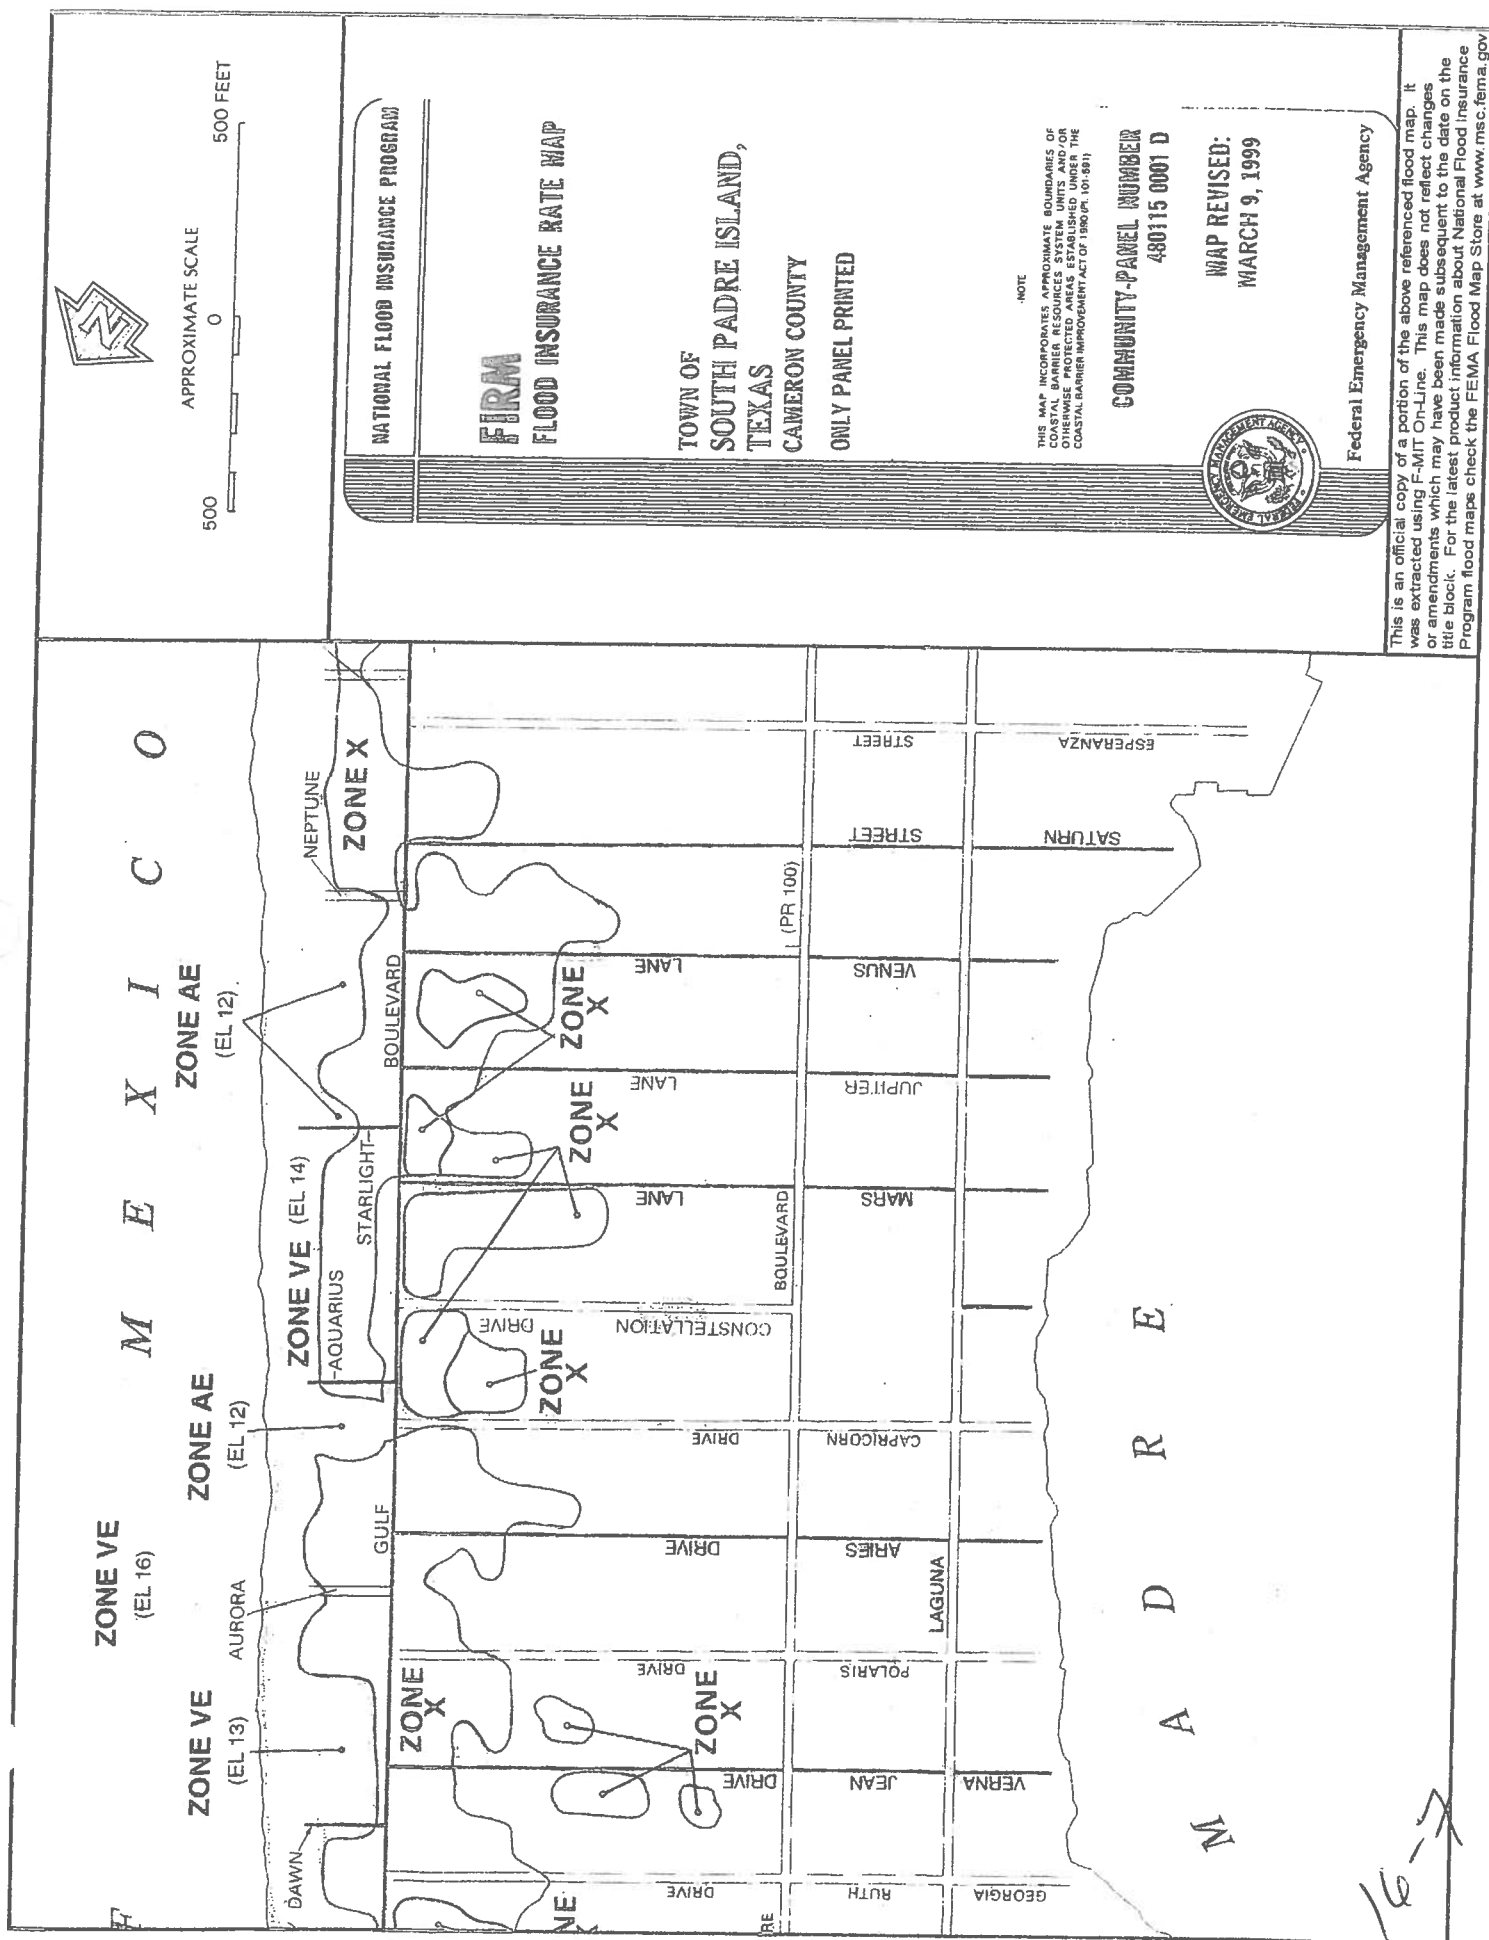 500 FEET
0
500
APPROXIMATE SCALE
N
NATIONAL FLOOD INSURANCE PROGRAM
FIRM
FLOOD INSURANCE RATE MAP
TOWN OF
SOUTH PADRE ISLAND,
TEXAS
CAMERON COUNTY
ONLY PANEL PRINTED
NOTE
THIS MAP INCORPORATES APPROXIMATE BOUNDARIES OF
COASTAL BARRIER RESOURCES SYSTEM UNITS AND/OR
OTHERWISE PROTECTED AREAS ESTABLISHED UNDER THE
COASTAL BARRIER IMPROVEMENT ACT OF 1990 (PL 101-591)
COMMUNITY-PANEL NUMBER
480115 0001 D
MAP REVISED:
MARCH 9, 1999
FEDERAL EMERGENCY MANAGEMENT AGENCY
Federal Emergency Management Agency
This is an official copy of a portion of the above referenced flood map. It
was extracted using F-MIT On-Line. This map does not reflect changes
or amendments which may have been made subsequent to the date on the
title block. For the latest product information about National Flood Insurance
Program flood maps check the FEMA Flood Map Store at www.msc.fema.gov
F
MEXICO
ZONE VE
(EL 16)
ZONE VE
(EL 13)
ZONE AE
(EL 12)
ZONE AE
(EL 12)
ZONE VE (EL 14)
DAWN
AURORA
AQUARIUS
STARLIGHT
NEPTUNE
ZONE X
GULF
BOULEVARD
ZONE
X
ZONE
X
ZONE
X
ZONE
X
ZONE
X
NE
X
RE
BOULEVARD
(PR 100)
LAGUNA
GEORGIA
RUTH
DRIVE
VERNA
JEAN
DRIVE
POLARIS
DRIVE
ARIES
DRIVE
CAPRICORN
DRIVE
CONSTELLATION
DRIVE
MARS
LANE
JUPITER
LANE
VENUS
LANE
SATURN
STREET
ESPERANZA
STREET
MADRE
16-7